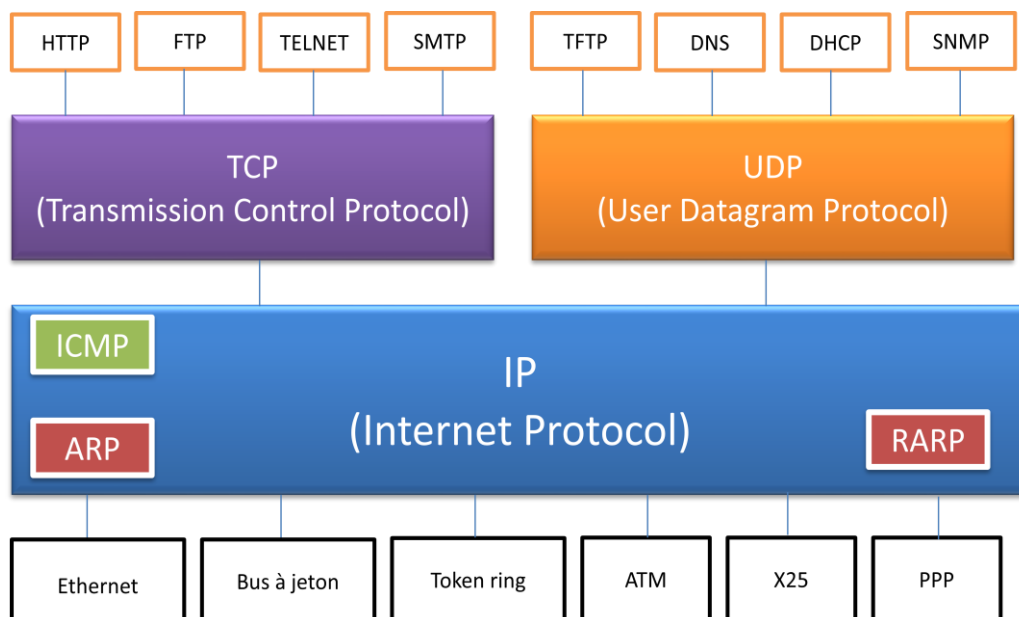 HTTP
FTP
TELNET
SMTP
TFTP
DNS
DHCP
SNMP
TCP
(Transmission Control Protocol)
UDP
(User Datagram Protocol)
ICMP
IP
(Internet Protocol)
ARP
RARP
Ethernet
Bus à jeton
Token ring
ATM
X25
PPP